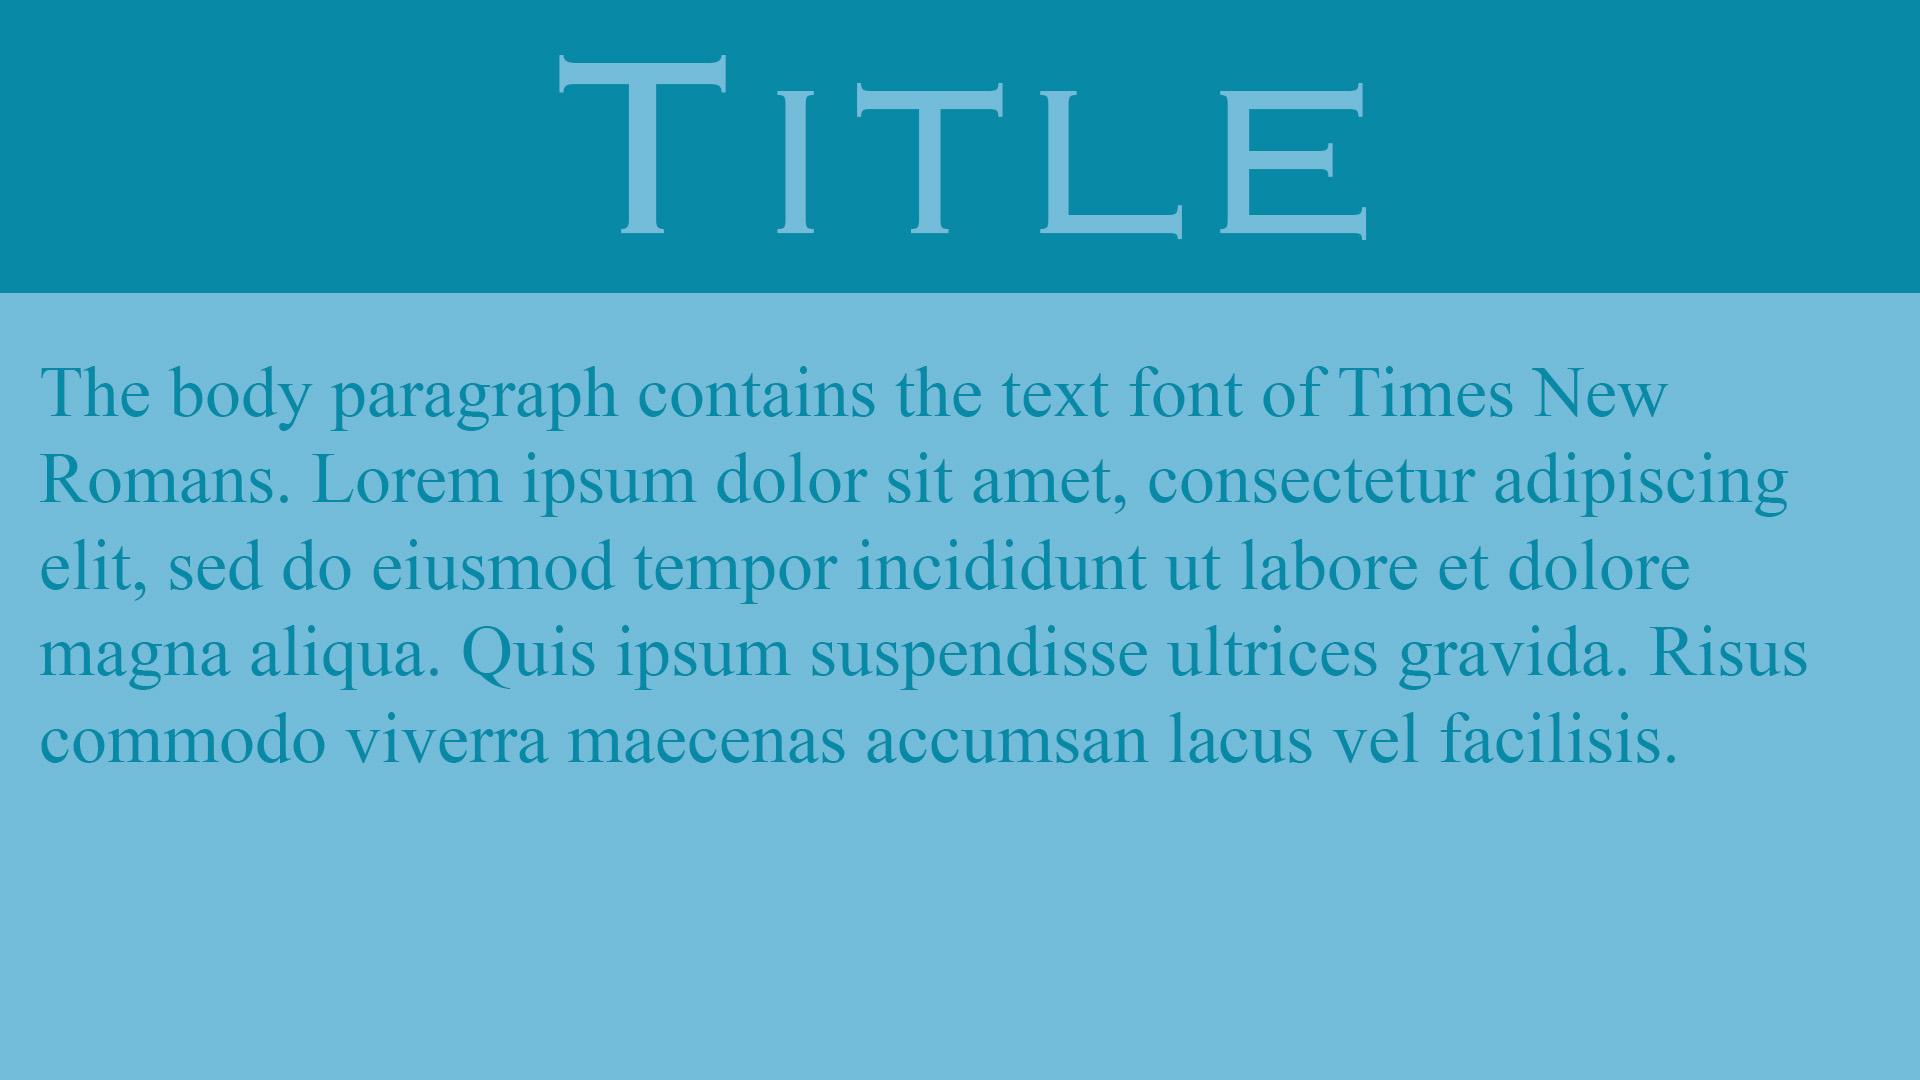 Title
The body paragraph contains the text font of Times New
Romans. Lorem ipsum dolor sit amet, consectetur adipiscing
elit, sed do eiusmod tempor incididunt ut labore et dolore
magna aliqua. Quis ipsum suspendisse ultrices gravida. Risus
commodo viverra maecenas accumsan lacus vel facilisis.